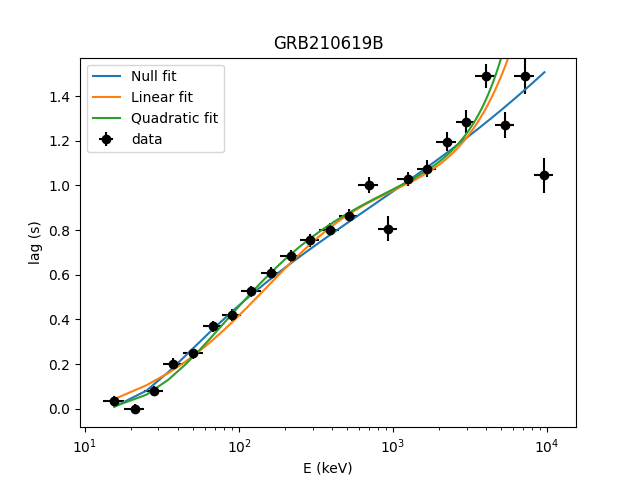 GRB210619B
Null fit
Linear fit
Quadratic fit
data
lag (s)
1.4
1.2
1.0
0.8
0.6
0.4
0.2
0.0
10¹ 10² 10³ 10⁴
E (keV)